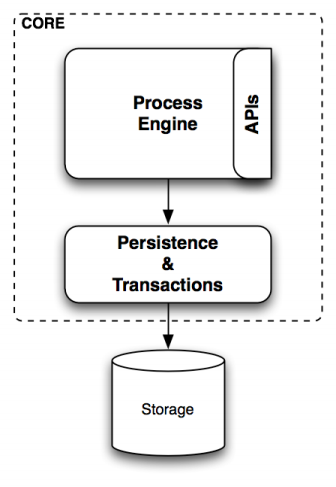 CORE
Process
Engine
APIs
Persistence
&
Transactions
Storage